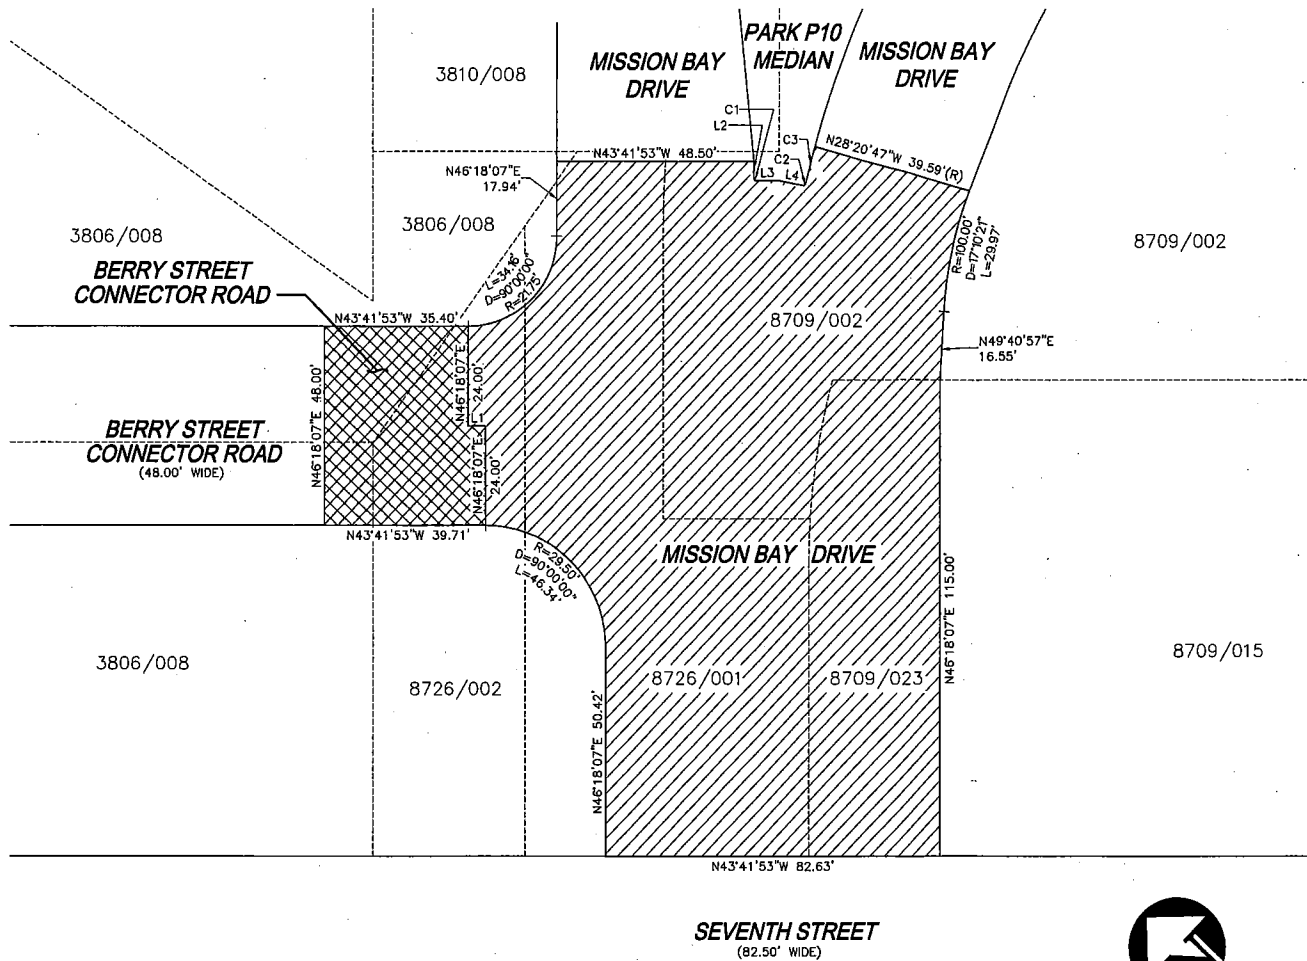 PARK P10
MEDIAN
MISSION BAY
DRIVE
MISSION BAY
DRIVE
3810/008
C1
L2
C3
C2
L3
L4
N43°41'53"W 48.50'
N28°20'47"W 39.59'(R)
N46°18'07"E
17.94'
3806/008
3806/008
8709/002
BERRY STREET
CONNECTOR ROAD
L=34.16'
D=90°00'00"
R=21.75'
R=100.00'
D=17°10'21"
L=29.97'
N43°41'53"W 35.40'
8709/002
N49°40'57"E
16.55'
N46°18'07"E 48.00'
N46°18'07"E
24.00'
L1
BERRY STREET
CONNECTOR ROAD
(48.00' WIDE)
N46°18'07"E
24.00'
N43°41'53"W 39.71'
R=29.50'
D=90°00'00"
L=46.34'
MISSION BAY DRIVE
N46°18'07"E 115.00'
3806/008
8726/002
8726/001
8709/023
8709/015
N46°18'07"E 50.42'
N43°41'53"W 82.63'
SEVENTH STREET
(82.50' WIDE)